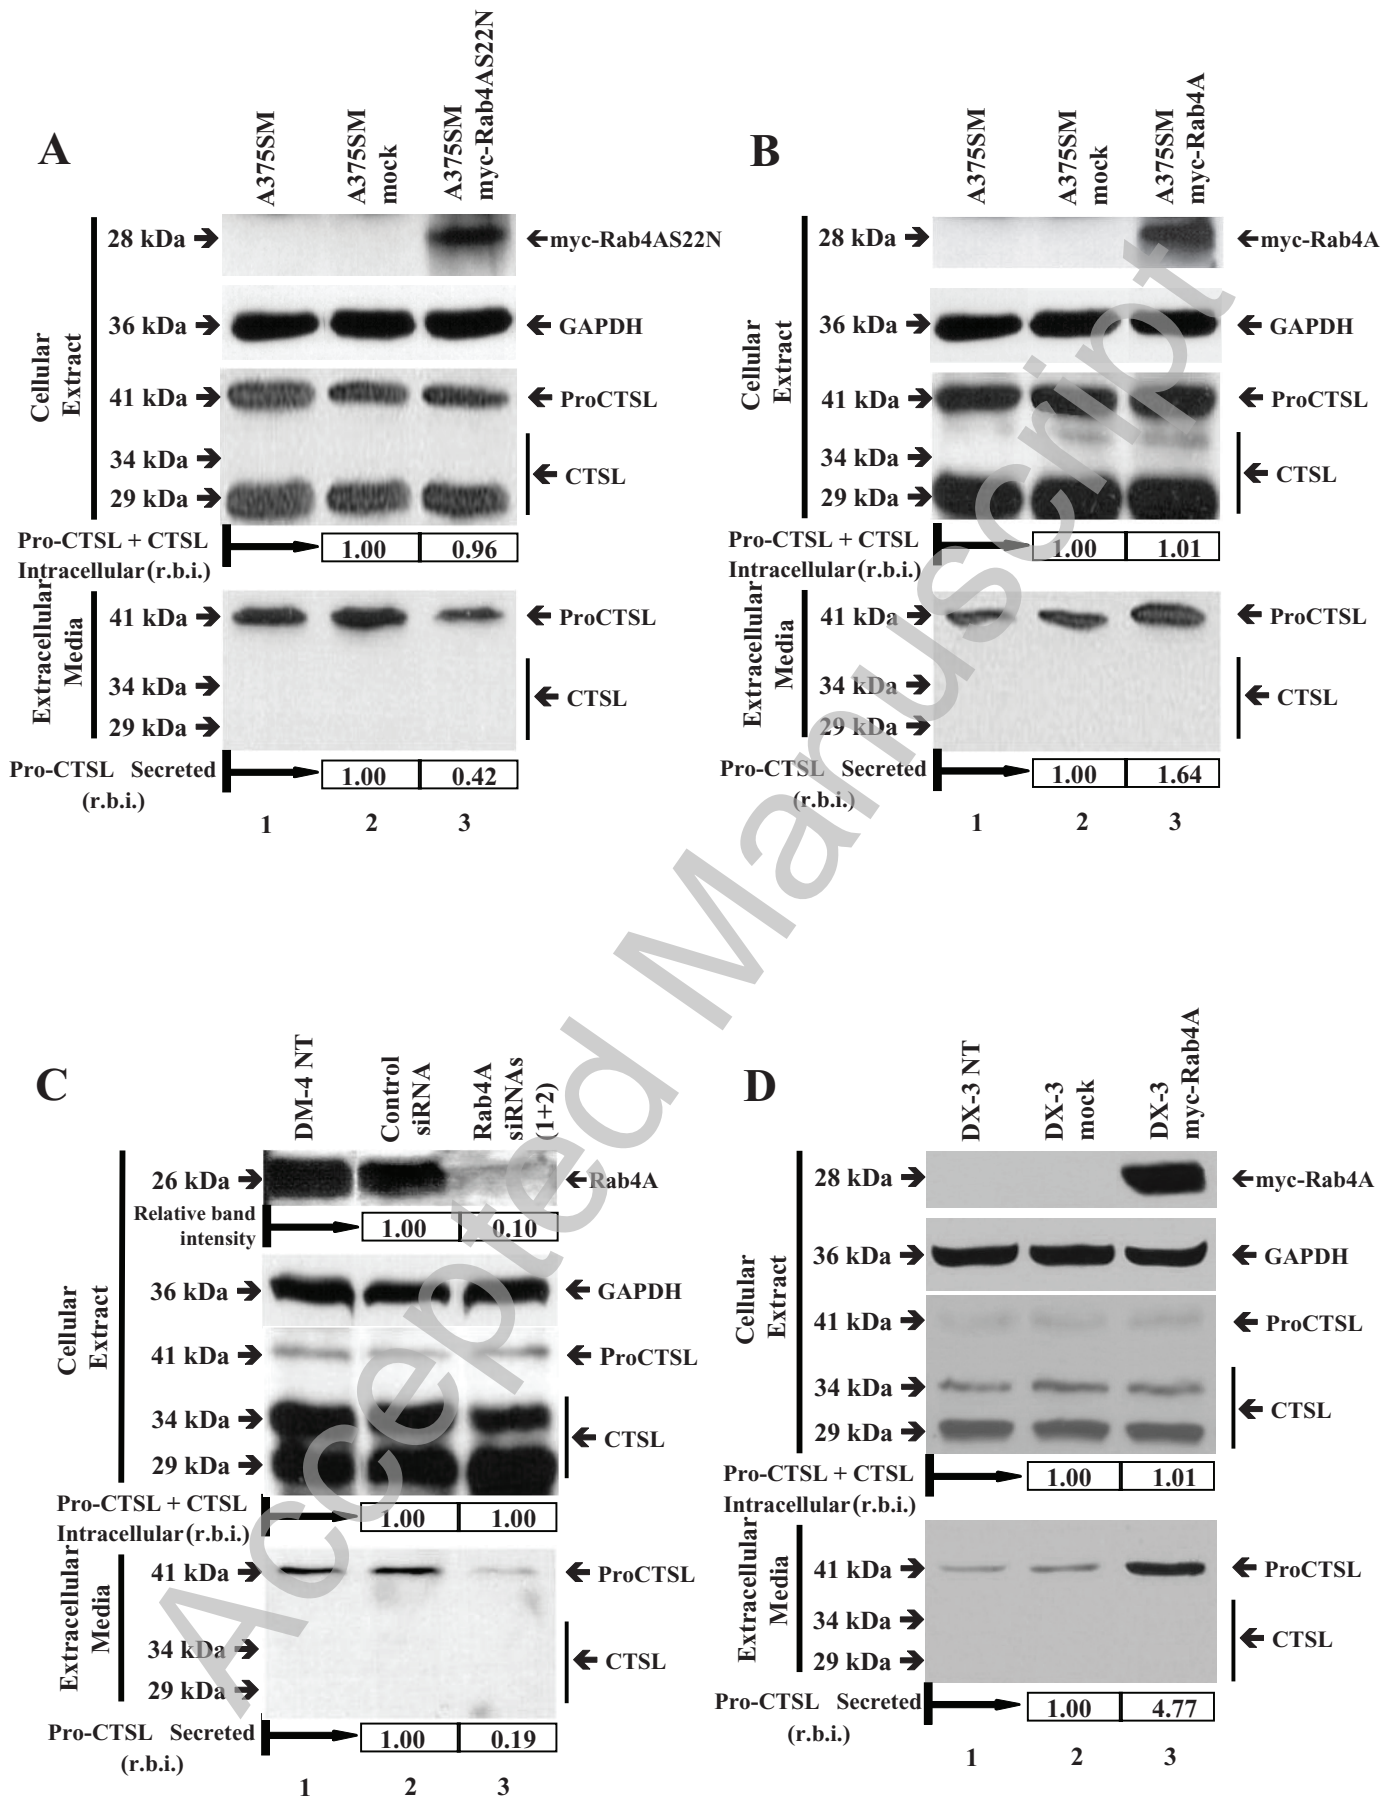 A
A375SM
A375SM
mock
A375SM
myc-Rab4AS22N
Cellular
Extract
28 kDa
myc-Rab4AS22N
36 kDa
GAPDH
41 kDa
ProCTSL
34 kDa
CTSL
29 kDa
Pro-CTSL + CTSL
Intracellular (r.b.i.)
1.00
0.96
Extracellular
Media
41 kDa
ProCTSL
34 kDa
CTSL
29 kDa
Pro-CTSL Secreted
(r.b.i.)
1.00
0.42
1
2
3
B
A375SM
A375SM
mock
A375SM
myc-Rab4A
Cellular
Extract
28 kDa
myc-Rab4A
36 kDa
GAPDH
41 kDa
ProCTSL
34 kDa
CTSL
29 kDa
Pro-CTSL + CTSL
Intracellular (r.b.i.)
1.00
1.01
Extracellular
Media
41 kDa
ProCTSL
34 kDa
CTSL
29 kDa
Pro-CTSL Secreted
(r.b.i.)
1.00
1.64
1
2
3
C
DM-4 NT
Control
siRNA
Rab4A
siRNAs
(1+2)
Cellular
Extract
26 kDa
Rab4A
Relative band
intensity
1.00
0.10
36 kDa
GAPDH
41 kDa
ProCTSL
34 kDa
CTSL
29 kDa
Pro-CTSL + CTSL
Intracellular (r.b.i.)
1.00
1.00
Extracellular
Media
41 kDa
ProCTSL
34 kDa
CTSL
29 kDa
Pro-CTSL Secreted
(r.b.i.)
1.00
0.19
1
2
3
D
DX-3 NT
DX-3
mock
DX-3
myc-Rab4A
Cellular
Extract
28 kDa
myc-Rab4A
36 kDa
GAPDH
41 kDa
ProCTSL
34 kDa
CTSL
29 kDa
Pro-CTSL + CTSL
Intracellular (r.b.i.)
1.00
1.01
Extracellular
Media
41 kDa
ProCTSL
34 kDa
CTSL
29 kDa
Pro-CTSL Secreted
(r.b.i.)
1.00
4.77
1
2
3
Accepted Manuscript